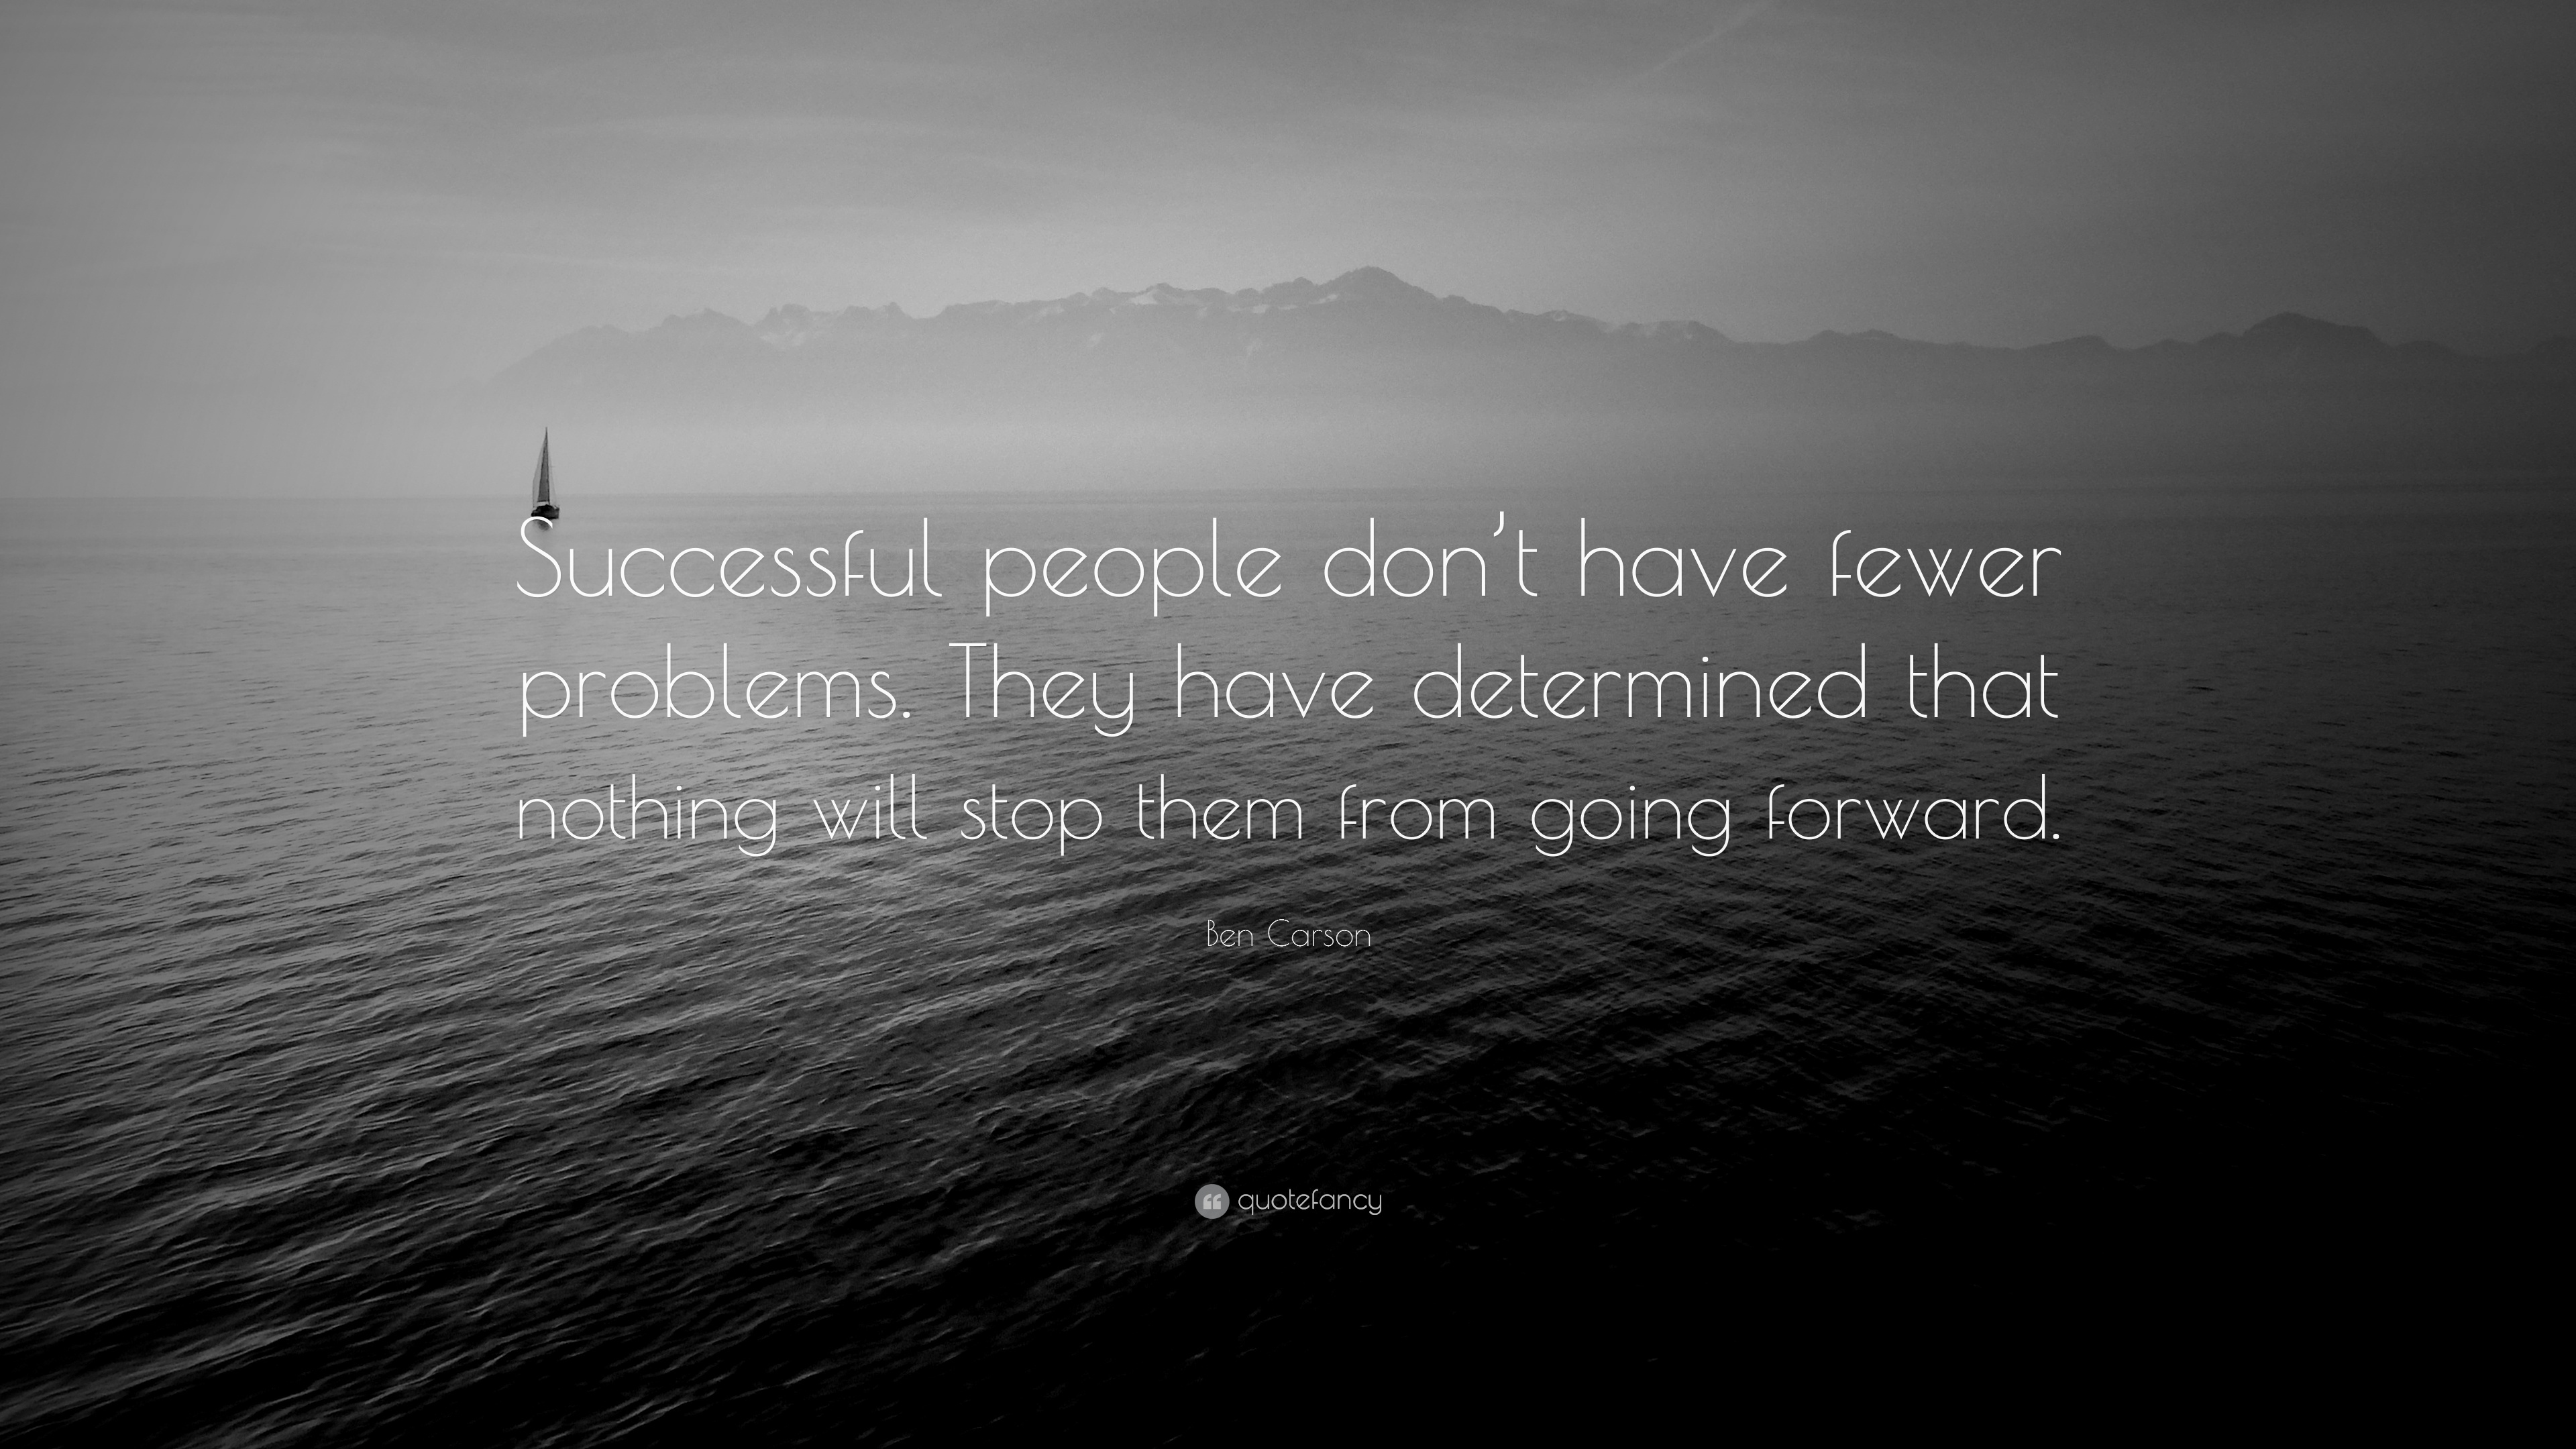 Successful people don’t have fewer
problems. They have determined that
nothing will stop them from going forward.
Ben Carson
quotefancy